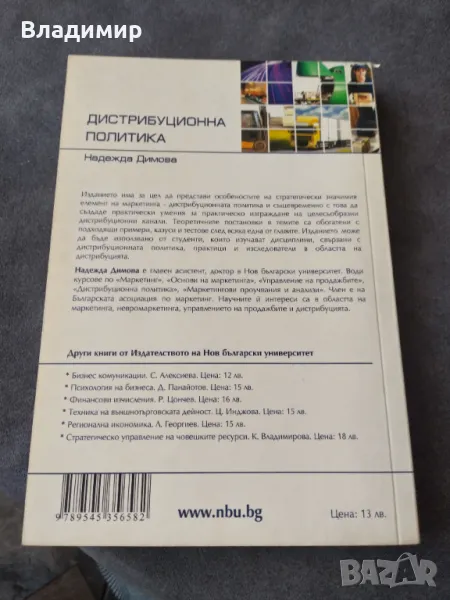 Владимир
ДИСТРИБУЦИОННА
ПОЛИТИКА
Надежда Димова
Изданието има за цел да представи особеностите на стратегически значимия
елемент на маркетинга - дистрибуционната политика и същевременно с това да
създаде практически умения за практическо изграждане на целесъобразни
дистрибуционни канали. Теоретичните постановки в темите са обогатени с
подходящи примери, казуси и тестове след всяка една от главите. Изданието може
да бъде използвано от студенти, които изучават дисциплини, свързани с
дистрибуционната политика, практици и изследователи в областта на
дистрибуцията.
Надежда Димова е главен асистент, доктор в Нов български университет. Води
курсове по «Маркетинг», «Основи на маркетинга», «Управление на продажбите»,
«Дистрибуционна политика», «Маркетингови проучвания и анализи». Член е на
Българската асоциация по маркетинг. Научните ѝ интереси са в областта на
маркетинга, невромаркетинга, управлението на продажбите и дистрибуцията.
Други книги от Издателството на Нов български университет
* Бизнес комуникации. С. Алексиева. Цена: 12 лв.
* Психология на бизнеса. Д. Панайотов. Цена: 15 лв.
* Финансови изчисления. Р. Цончев. Цена: 16 лв.
* Техника на външнотърговската дейност. Ц. Инджова. Цена: 15 лв.
* Регионална икономика. Л. Георгиев. Цена: 15 лв.
* Стратегическо управление на човешките ресурси. К. Владимирова. Цена: 18 лв.
9 789545 356582
www.nbu.bg
Цена: 13 лв.
BAZAR